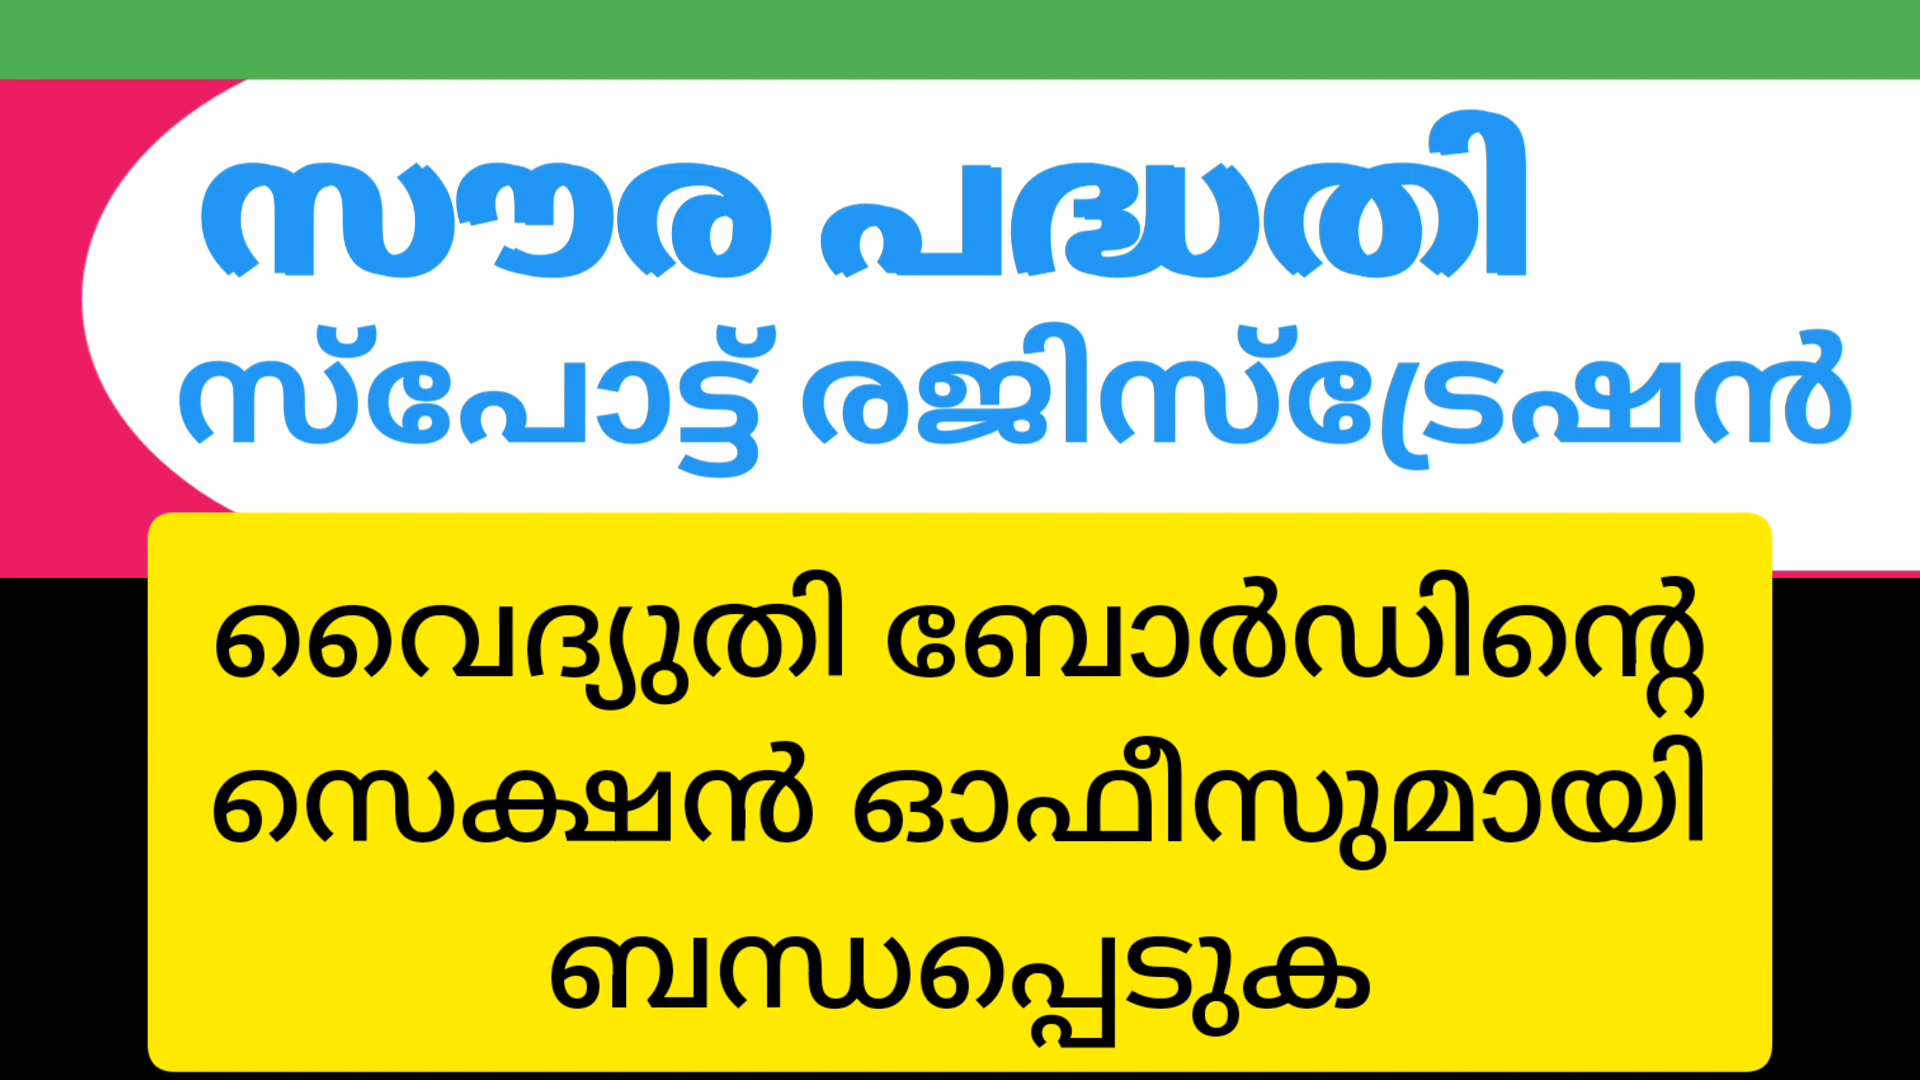 സൗര പദ്ധതി
സ്പോട്ട് രജിസ്ട്രേഷൻ
വൈദ്യുതി ബോർഡിന്റെ
സെക്ഷൻ ഓഫീസുമായി
ബന്ധപ്പെടുക